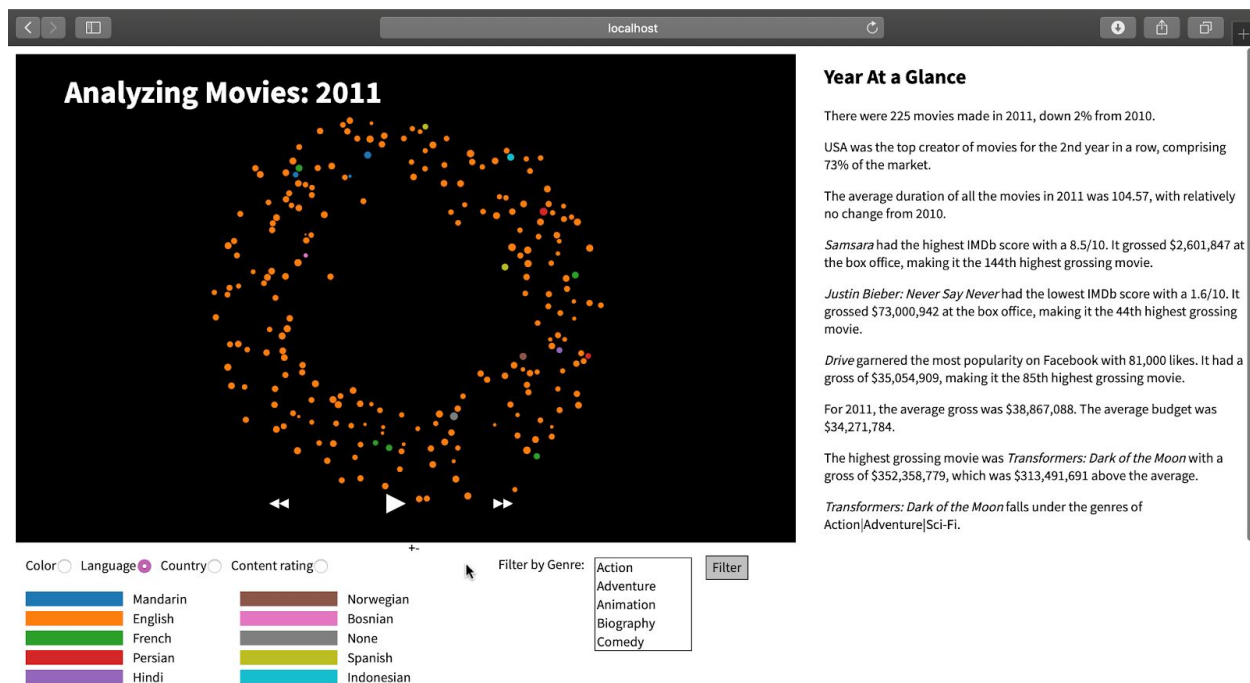 localhost
Analyzing Movies: 2011
Year At a Glance
There were 225 movies made in 2011, down 2% from 2010.
USA was the top creator of movies for the 2nd year in a row, comprising
73% of the market.
The average duration of all the movies in 2011 was 104.57, with relatively
no change from 2010.
Samsara had the highest IMDb score with a 8.5/10. It grossed $2,601,847 at
the box office, making it the 144th highest grossing movie.
Justin Bieber: Never Say Never had the lowest IMDb score with a 1.6/10. It
grossed $73,000,942 at the box office, making it the 44th highest grossing
movie.
Drive garnered the most popularity on Facebook with 81,000 likes. It had a
gross of $35,054,909, making it the 85th highest grossing movie.
For 2011, the average gross was $38,867,088. The average budget was
$34,271,784.
The highest grossing movie was Transformers: Dark of the Moon with a
gross of $352,358,779, which was $313,491,691 above the average.
Transformers: Dark of the Moon falls under the genres of
Action|Adventure|Sci-Fi.
+-
Color Language Country Content rating
Filter by Genre:
Action
Adventure
Animation
Biography
Comedy
Filter
Mandarin
English
French
Persian
Hindi
Norwegian
Bosnian
None
Spanish
Indonesian